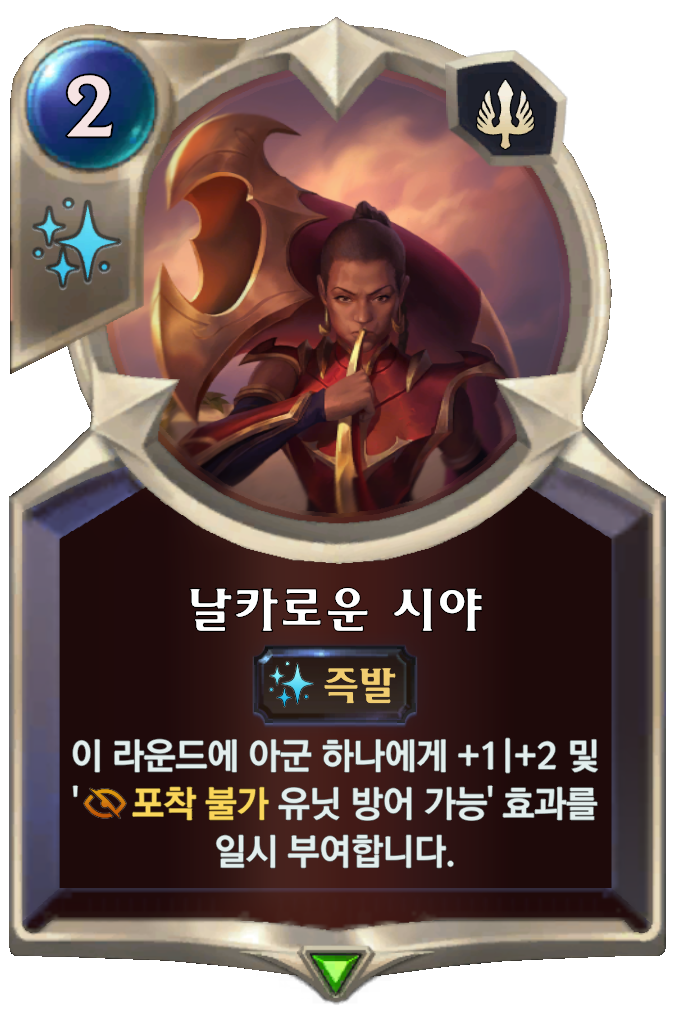 2
날카로운 시야
즉발
이 라운드에 아군 하나에게 +1|+2 및
'포착 불가 유닛 방어 가능' 효과를
일시 부여합니다.